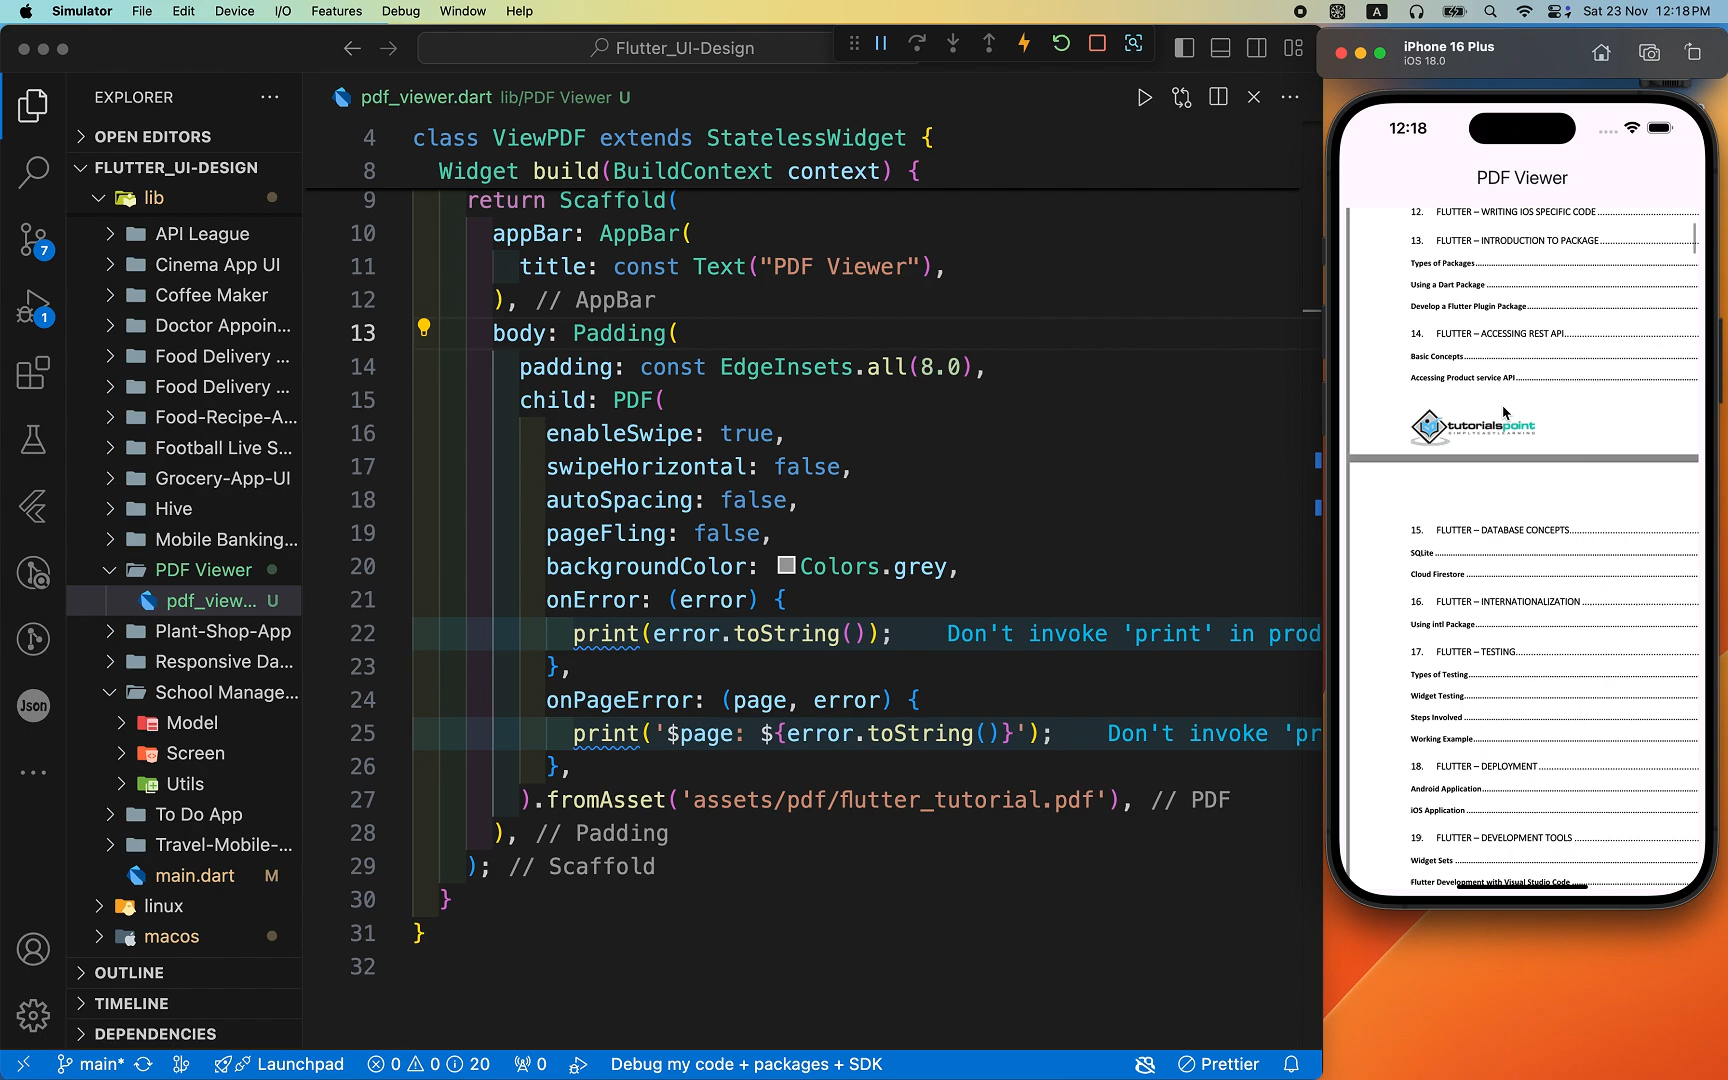 Simulator File Edit Device I/O Features Debug Window Help
A
Sat 23 Nov 12:18 PM
Flutter_UI-Design
iPhone 16 Plus
iOS 18.0
EXPLORER
OPEN EDITORS
FLUTTER_UI-DESIGN
lib
API League
Cinema App UI
Coffee Maker
Doctor Appoin...
Food Delivery ...
Food Delivery ...
Food-Recipe-A...
Football Live S...
Grocery-App-UI
Hive
Mobile Banking...
PDF Viewer
pdf_view... U
Plant-Shop-App
Responsive Da...
School Manage...
Model
Screen
Utils
To Do App
Travel-Mobile-...
main.dart M
linux
macos
OUTLINE
TIMELINE
DEPENDENCIES
7
1
Json
pdf_viewer.dart lib/PDF Viewer U
4 class ViewPDF extends StatelessWidget {
8 Widget build(BuildContext context) {
9 return Scaffold(
10 appBar: AppBar(
11 title: const Text("PDF Viewer"),
12 ), // AppBar
13 body: Padding(
14 padding: const EdgeInsets.all(8.0),
15 child: PDF(
16 enableSwipe: true,
17 swipeHorizontal: false,
18 autoSpacing: false,
19 pageFling: false,
20 backgroundColor: Colors.grey,
21 onError: (error) {
22 print(error.toString()); Don't invoke 'print' in prod
23 },
24 onPageError: (page, error) {
25 print('$page: ${error.toString()}'); Don't invoke 'pr
26 },
27 ).fromAsset('assets/pdf/flutter_tutorial.pdf'), // PDF
28 ), // Padding
29 ); // Scaffold
30 }
31 }
32
12:18
PDF Viewer
12. FLUTTER – WRITING IOS SPECIFIC CODE
13. FLUTTER – INTRODUCTION TO PACKAGE
Types of Packages
Using a Dart Package
Develop a Flutter Plugin Package
14. FLUTTER – ACCESSING REST API
Basic Concepts
Accessing Product service API
tutorialspoint
SIMPLYEASYLEARNING
15. FLUTTER – DATABASE CONCEPTS
SQLite
Cloud Firestore
16. FLUTTER – INTERNATIONALIZATION
Using intl Package
17. FLUTTER – TESTING
Types of Testing
Widget Testing
Steps Involved
Working Example
18. FLUTTER – DEPLOYMENT
Android Application
iOS Application
19. FLUTTER – DEVELOPMENT TOOLS
Widget Sets
Flutter Development with Visual Studio Code
main* Launchpad 0 0 20 0 Debug my code + packages + SDK Prettier